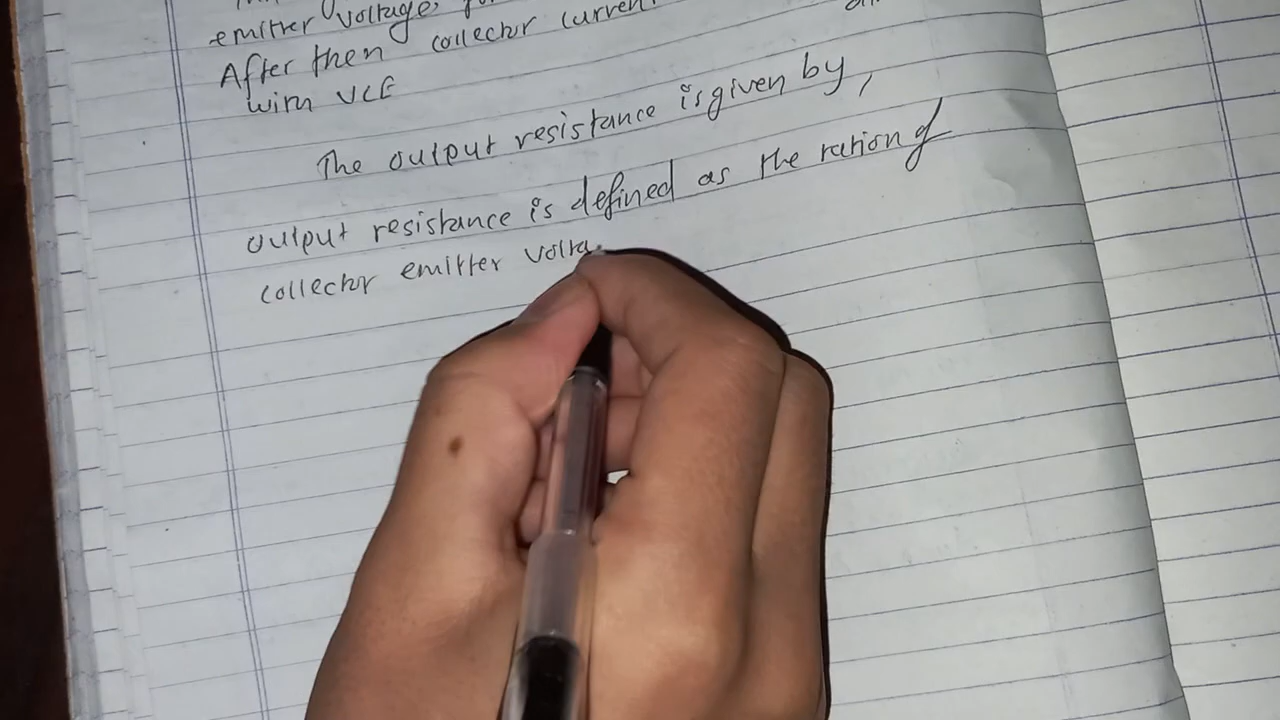 emitter voltage,
After then collector current
with VCE
The output resistance is given by,
output resistance is defined as the ration of
collector emitter volta